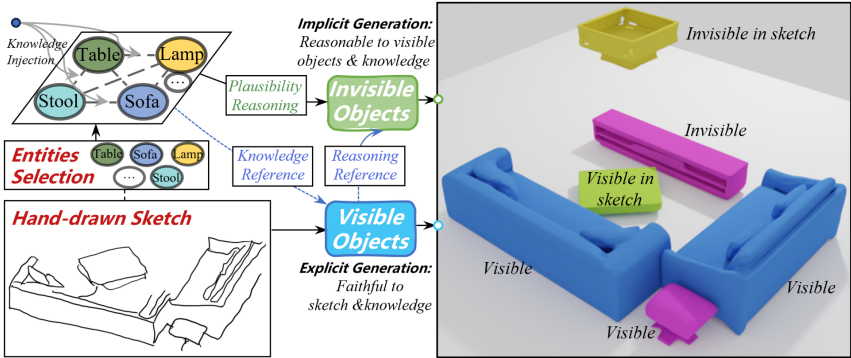 Knowledge
Injection
Table
Lamp
...
Stool
Sofa
Entities
Selection
Table
Sofa
Lamp
...
Stool
Hand-drawn Sketch
Implicit Generation:
Reasonable to visible
objects & knowledge
Plausibility
Reasoning
Invisible
Objects
Knowledge
Reference
Reasoning
Reference
Visible
Objects
Explicit Generation:
Faithful to
sketch &knowledge
Invisible in sketch
Invisible
Visible in
sketch
Visible
Visible
Visible